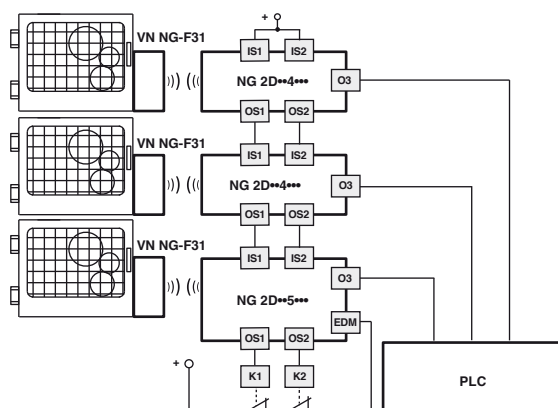 +
VN NG-F31
IS1 IS2
NG 2D••4•••
O3
OS1 OS2
VN NG-F31
IS1 IS2
NG 2D••4•••
O3
OS1 OS2
VN NG-F31
IS1 IS2
O3
NG 2D••5•••
EDM
OS1 OS2
+
K1 K2
PLC